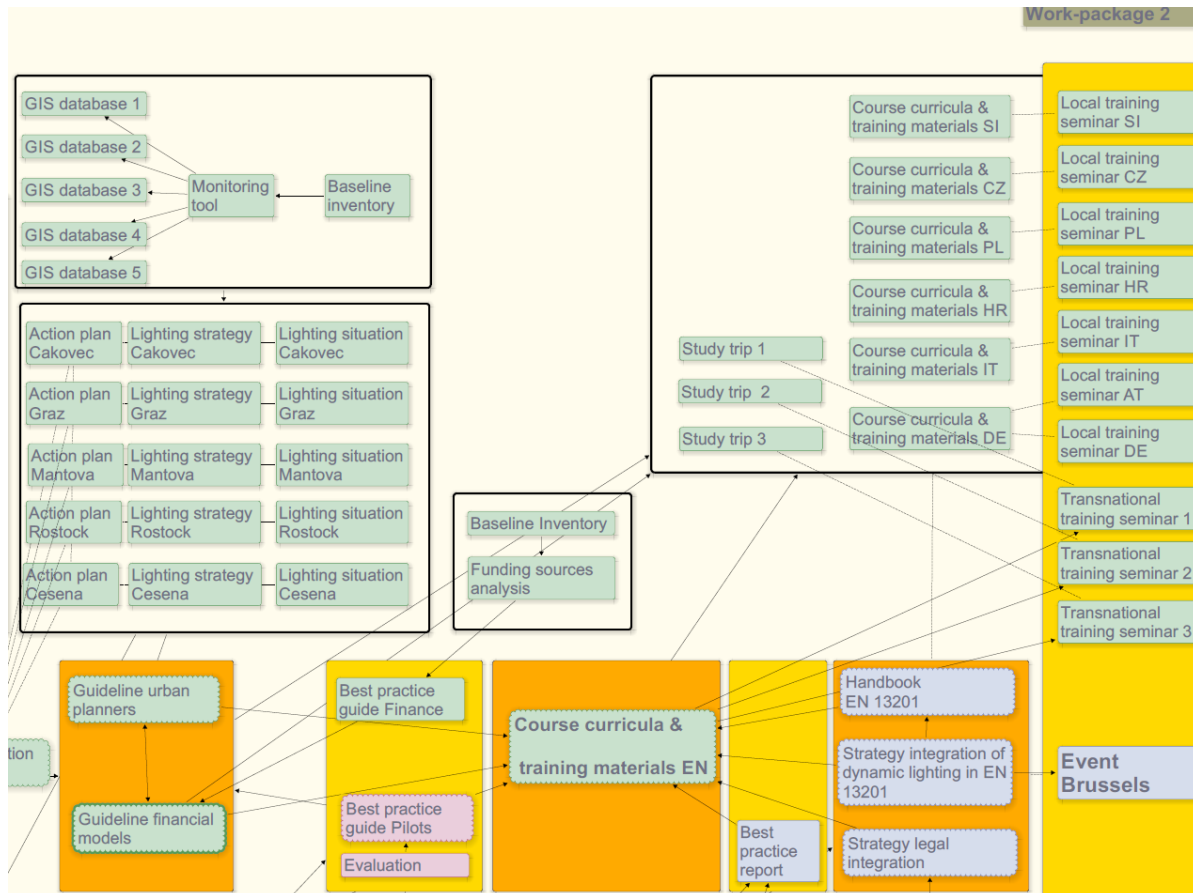 Work-package 2
GIS database 1
GIS database 2
GIS database 3
GIS database 4
GIS database 5
Monitoring
tool
Baseline
inventory
Course curricula &
training materials SI
Course curricula &
training materials CZ
Course curricula &
training materials PL
Course curricula &
training materials HR
Course curricula &
training materials IT
Course curricula &
training materials DE
Study trip 1
Study trip  2
Study trip 3
Local training
seminar SI
Local training
seminar CZ
Local training
seminar PL
Local training
seminar HR
Local training
seminar IT
Local training
seminar AT
Local training
seminar DE
Transnational
training seminar 1
Transnational
training seminar 2
Transnational
training seminar 3
Action plan
Cakovec
Lighting strategy
Cakovec
Lighting situation
Cakovec
Action plan
Graz
Lighting strategy
Graz
Lighting situation
Graz
Action plan
Mantova
Lighting strategy
Mantova
Lighting situation
Mantova
Action plan
Rostock
Lighting strategy
Rostock
Lighting situation
Rostock
Action plan
Cesena
Lighting strategy
Cesena
Lighting situation
Cesena
Baseline Inventory
Funding sources
analysis
tion
Guideline urban
planners
Guideline financial
models
Best practice
guide Finance
Best practice
guide Pilots
Evaluation
Course curricula &
training materials EN
Best
practice
report
Handbook
EN 13201
Strategy integration of
dynamic lighting in EN
13201
Strategy legal
integration
Event
Brussels